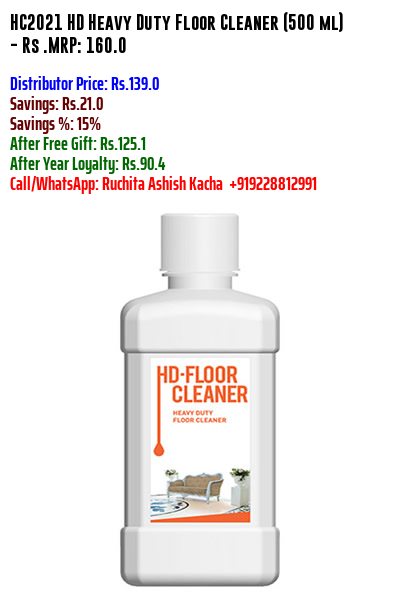 HC2021 HD Heavy Duty Floor Cleaner (500 ml)
- Rs .MRP: 160.0
Distributor Price: Rs.139.0
Savings: Rs.21.0
Savings %: 15%
After Free Gift: Rs.125.1
After Year Loyalty: Rs.90.4
Call/WhatsApp: Ruchita Ashish Kacha +919228812991
HD-FLOOR
CLEANER
HEAVY DUTY
FLOOR CLEANER